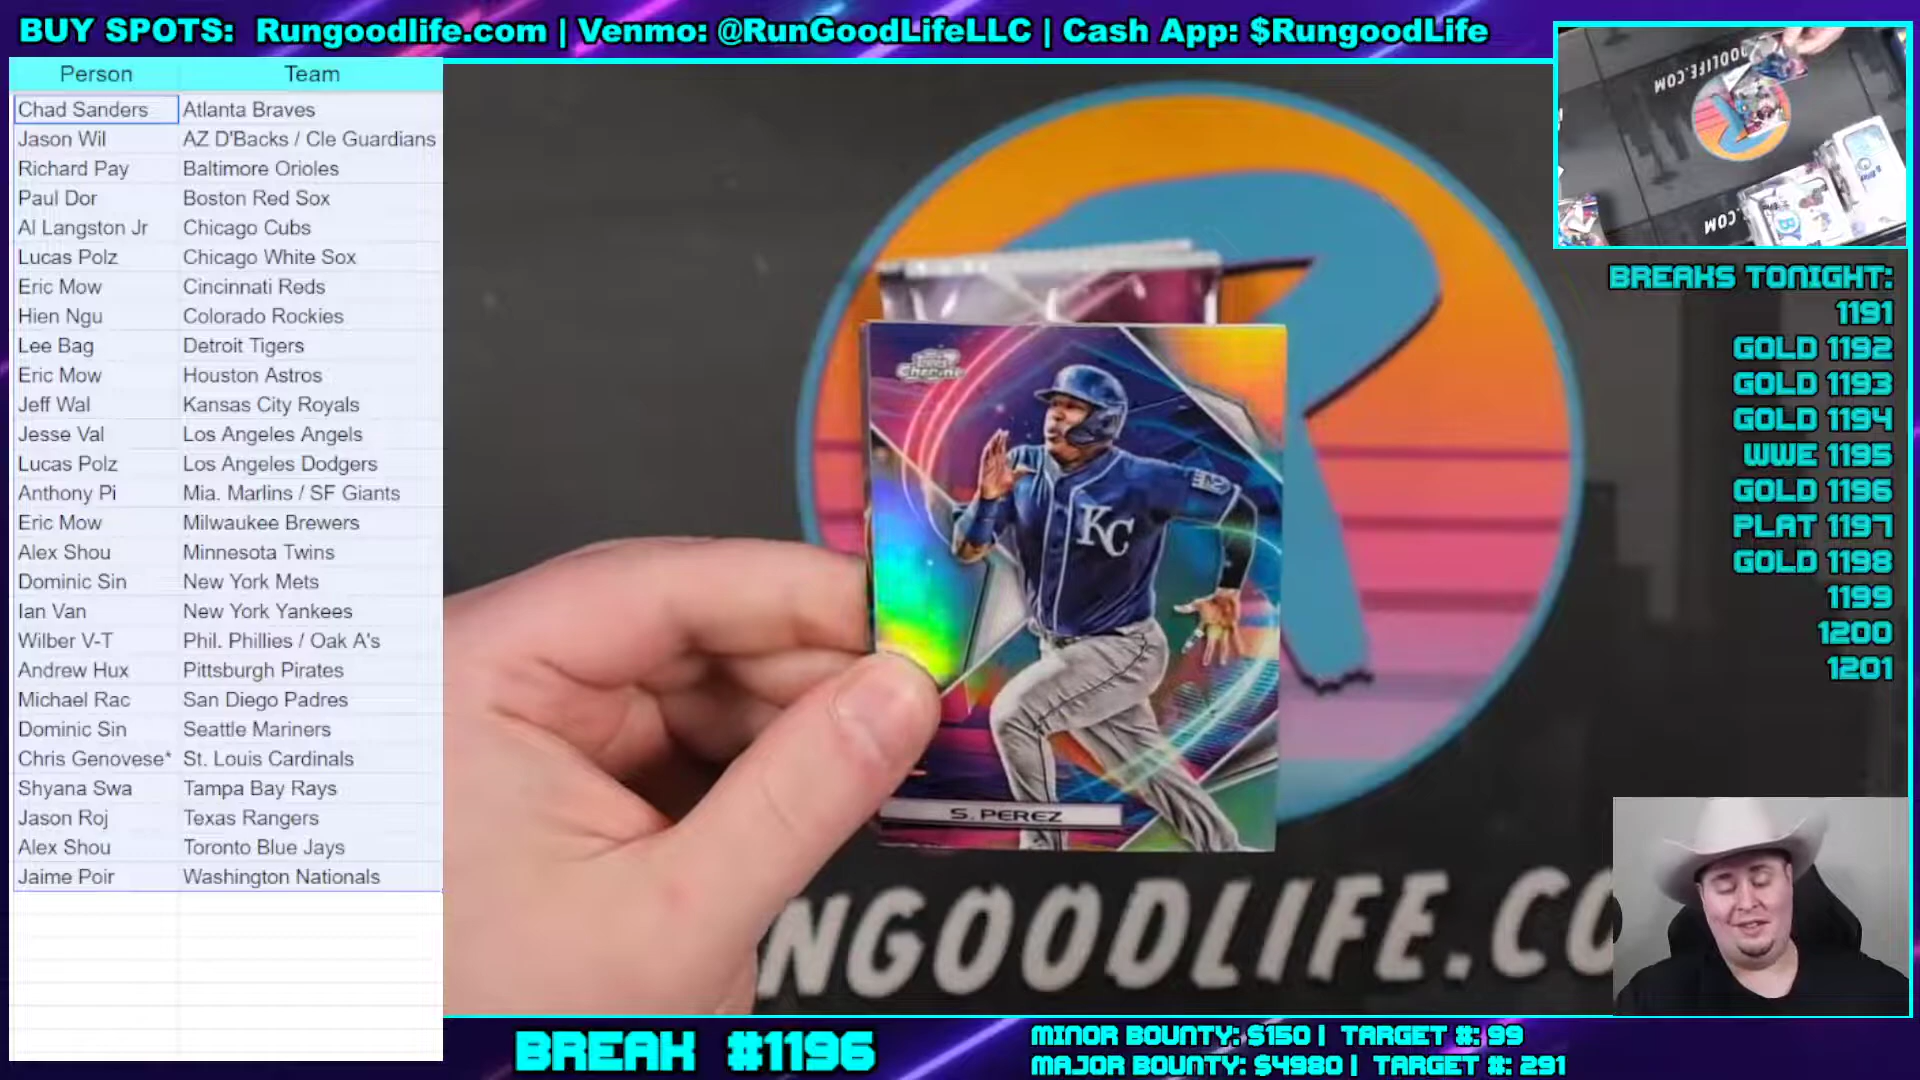 BUY SPOTS: Rungoodlife.com | Venmo: @RunGoodLifeLLC | Cash App: $RungoodLife
Person Team
Chad Sanders Atlanta Braves
Jason Wil AZ D'Backs / Cle Guardians
Richard Pay Baltimore Orioles
Paul Dor Boston Red Sox
Al Langston Jr Chicago Cubs
Lucas Polz Chicago White Sox
Eric Mow Cincinnati Reds
Hien Ngu Colorado Rockies
Lee Bag Detroit Tigers
Eric Mow Houston Astros
Jeff Wal Kansas City Royals
Jesse Val Los Angeles Angels
Lucas Polz Los Angeles Dodgers
Anthony Pi Mia. Marlins / SF Giants
Eric Mow Milwaukee Brewers
Alex Shou Minnesota Twins
Dominic Sin New York Mets
Ian Van New York Yankees
Wilber V-T Phil. Phillies / Oak A's
Andrew Hux Pittsburgh Pirates
Michael Rac San Diego Padres
Dominic Sin Seattle Mariners
Chris Genovese* St. Louis Cardinals
Shyana Swa Tampa Bay Rays
Jason Roj Texas Rangers
Alex Shou Toronto Blue Jays
Jaime Poir Washington Nationals
Topps
Chrome
KC
S. PEREZ
NGOODLIFE.CO
GOODLIFE.COM
.COM
BREAKS TONIGHT:
1191
GOLD 1192
GOLD 1193
GOLD 1194
WWE 1195
GOLD 1196
PLAT 1197
GOLD 1198
1199
1200
1201
BREAK #1196
MINOR BOUNTY: $150 | TARGET #: 99
MAJOR BOUNTY: $4980 | TARGET #: 291